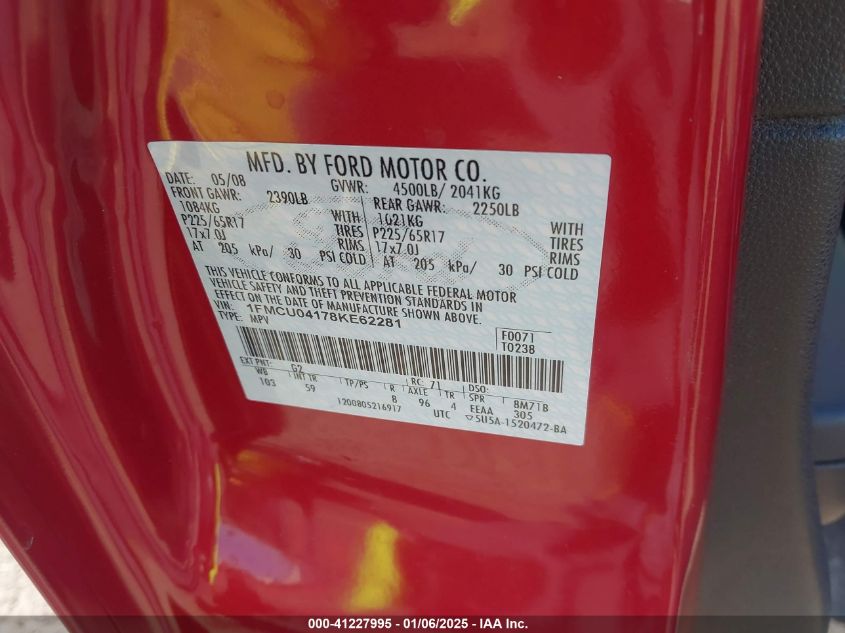 MFD. BY FORD MOTOR CO.
DATE: 05/08 GVWR: 4500LB/ 2041KG
FRONT GAWR: 2390LB REAR GAWR: 2250LB
1084KG WITH 1021KG WITH
P225/65R17 TIRES P225/65R17 TIRES
17x7.0J RIMS 17x7.0J RIMS
AT 205 kPa/ 30 PSI COLD AT 205 kPa/ 30 PSI COLD
THIS VEHICLE CONFORMS TO ALL APPLICABLE FEDERAL MOTOR
VEHICLE SAFETY AND THEFT PREVENTION STANDARDS IN
EFFECT ON THE DATE OF MANUFACTURE SHOWN ABOVE.
VIN: 1FMCU04178KE62281
TYPE: MPV
F0071
T0238
EXT PNT: G2 RC: 71 DSO:
WB INT TR TP/PS R AXLE TR SPR 8M71B
103 59 8 96 4 EEAA 305
1200805216917 UTC 5U5A-1520472-BA
000-41227995 - 01/06/2025 - IAA Inc.